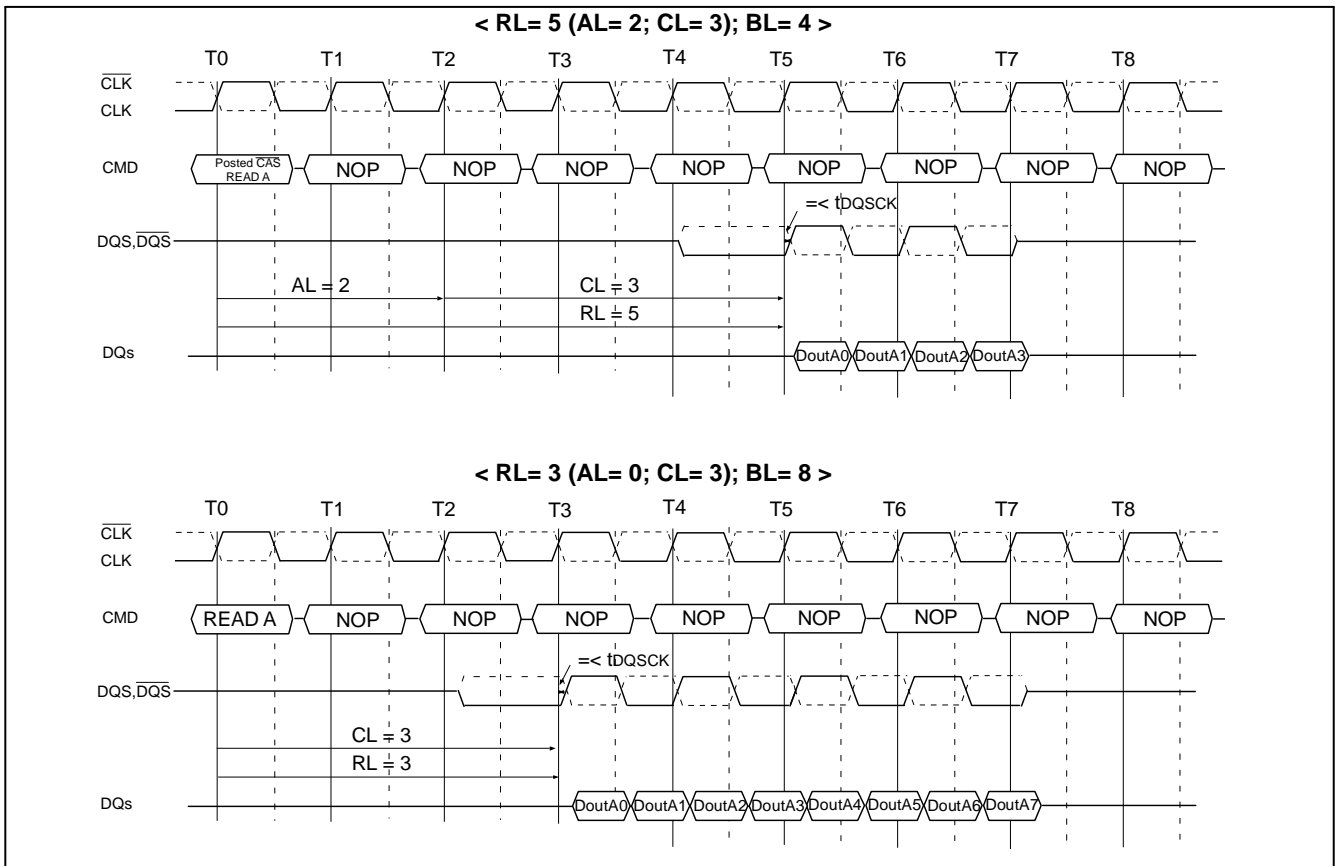 < RL= 5 (AL= 2; CL= 3); BL= 4 >
T0 T1 T2 T3 T4 T5 T6 T7 T8
CLK
CLK
CMD Posted CAS READ A NOP NOP NOP NOP NOP NOP NOP NOP
=< tDQSCK
DQS,DQS
AL = 2 CL = 3
RL = 5
DQs DoutA0 DoutA1 DoutA2 DoutA3
< RL= 3 (AL= 0; CL= 3); BL= 8 >
T0 T1 T2 T3 T4 T5 T6 T7 T8
CLK
CLK
CMD READ A NOP NOP NOP NOP NOP NOP NOP NOP
=< tDQSCK
DQS,DQS
CL = 3
RL = 3
DQs DoutA0 DoutA1 DoutA2 DoutA3 DoutA4 DoutA5 DoutA6 DoutA7